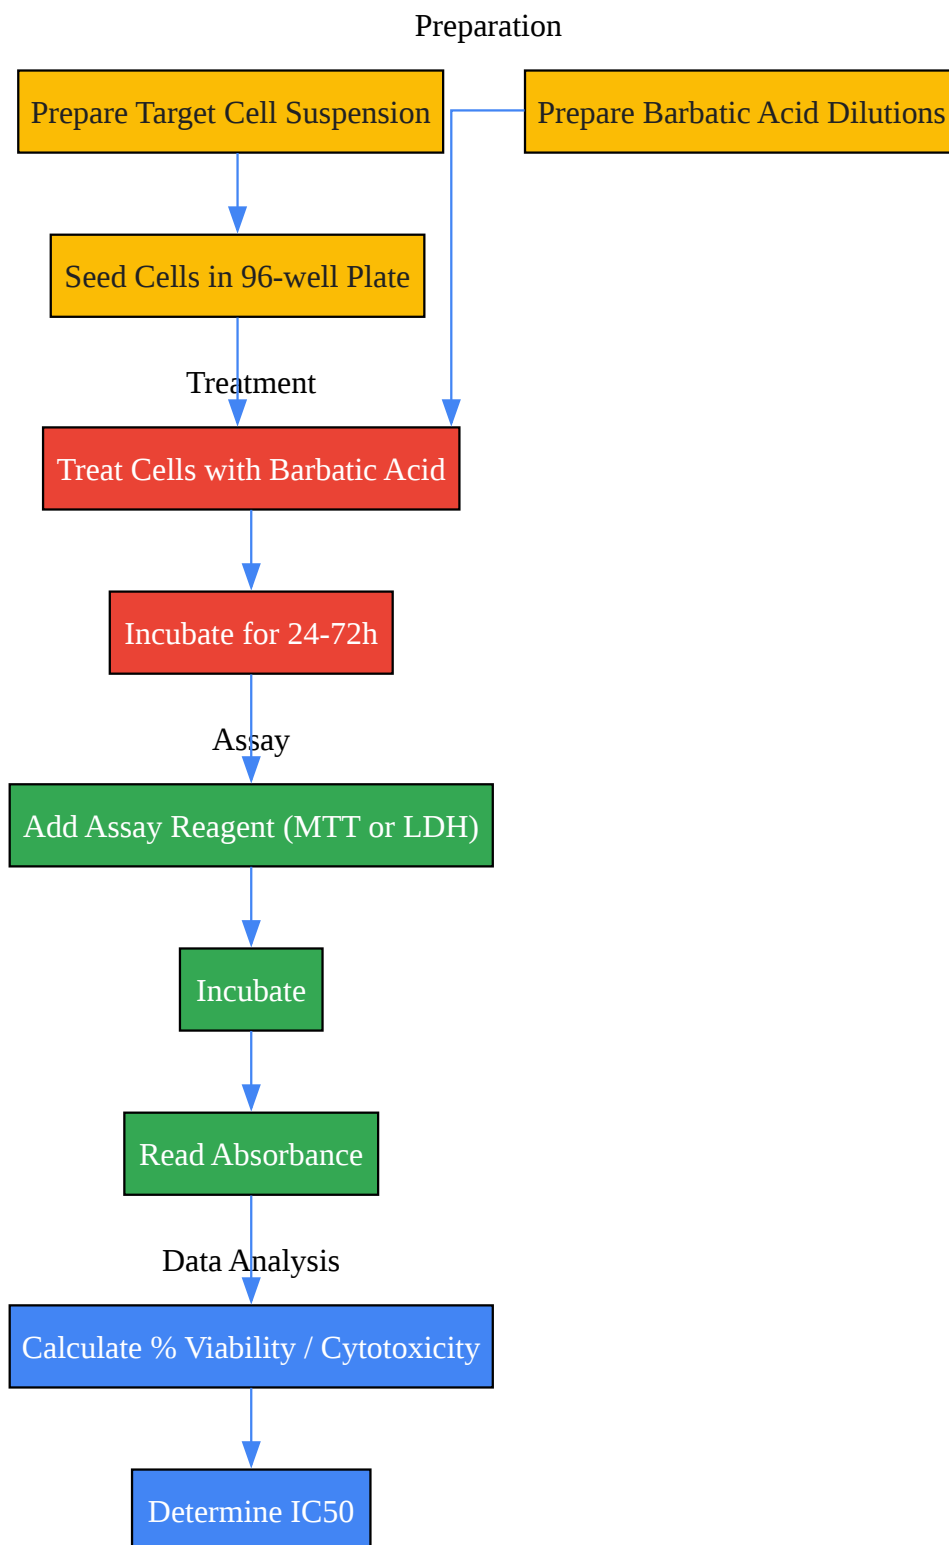 Preparation
Prepare Target Cell Suspension
Prepare Barbatic Acid Dilutions
Seed Cells in 96-well Plate
Treatment
Treat Cells with Barbatic Acid
Incubate for 24-72h
Assay
Add Assay Reagent (MTT or LDH)
Incubate
Read Absorbance
Data Analysis
Calculate % Viability / Cytotoxicity
Determine IC50